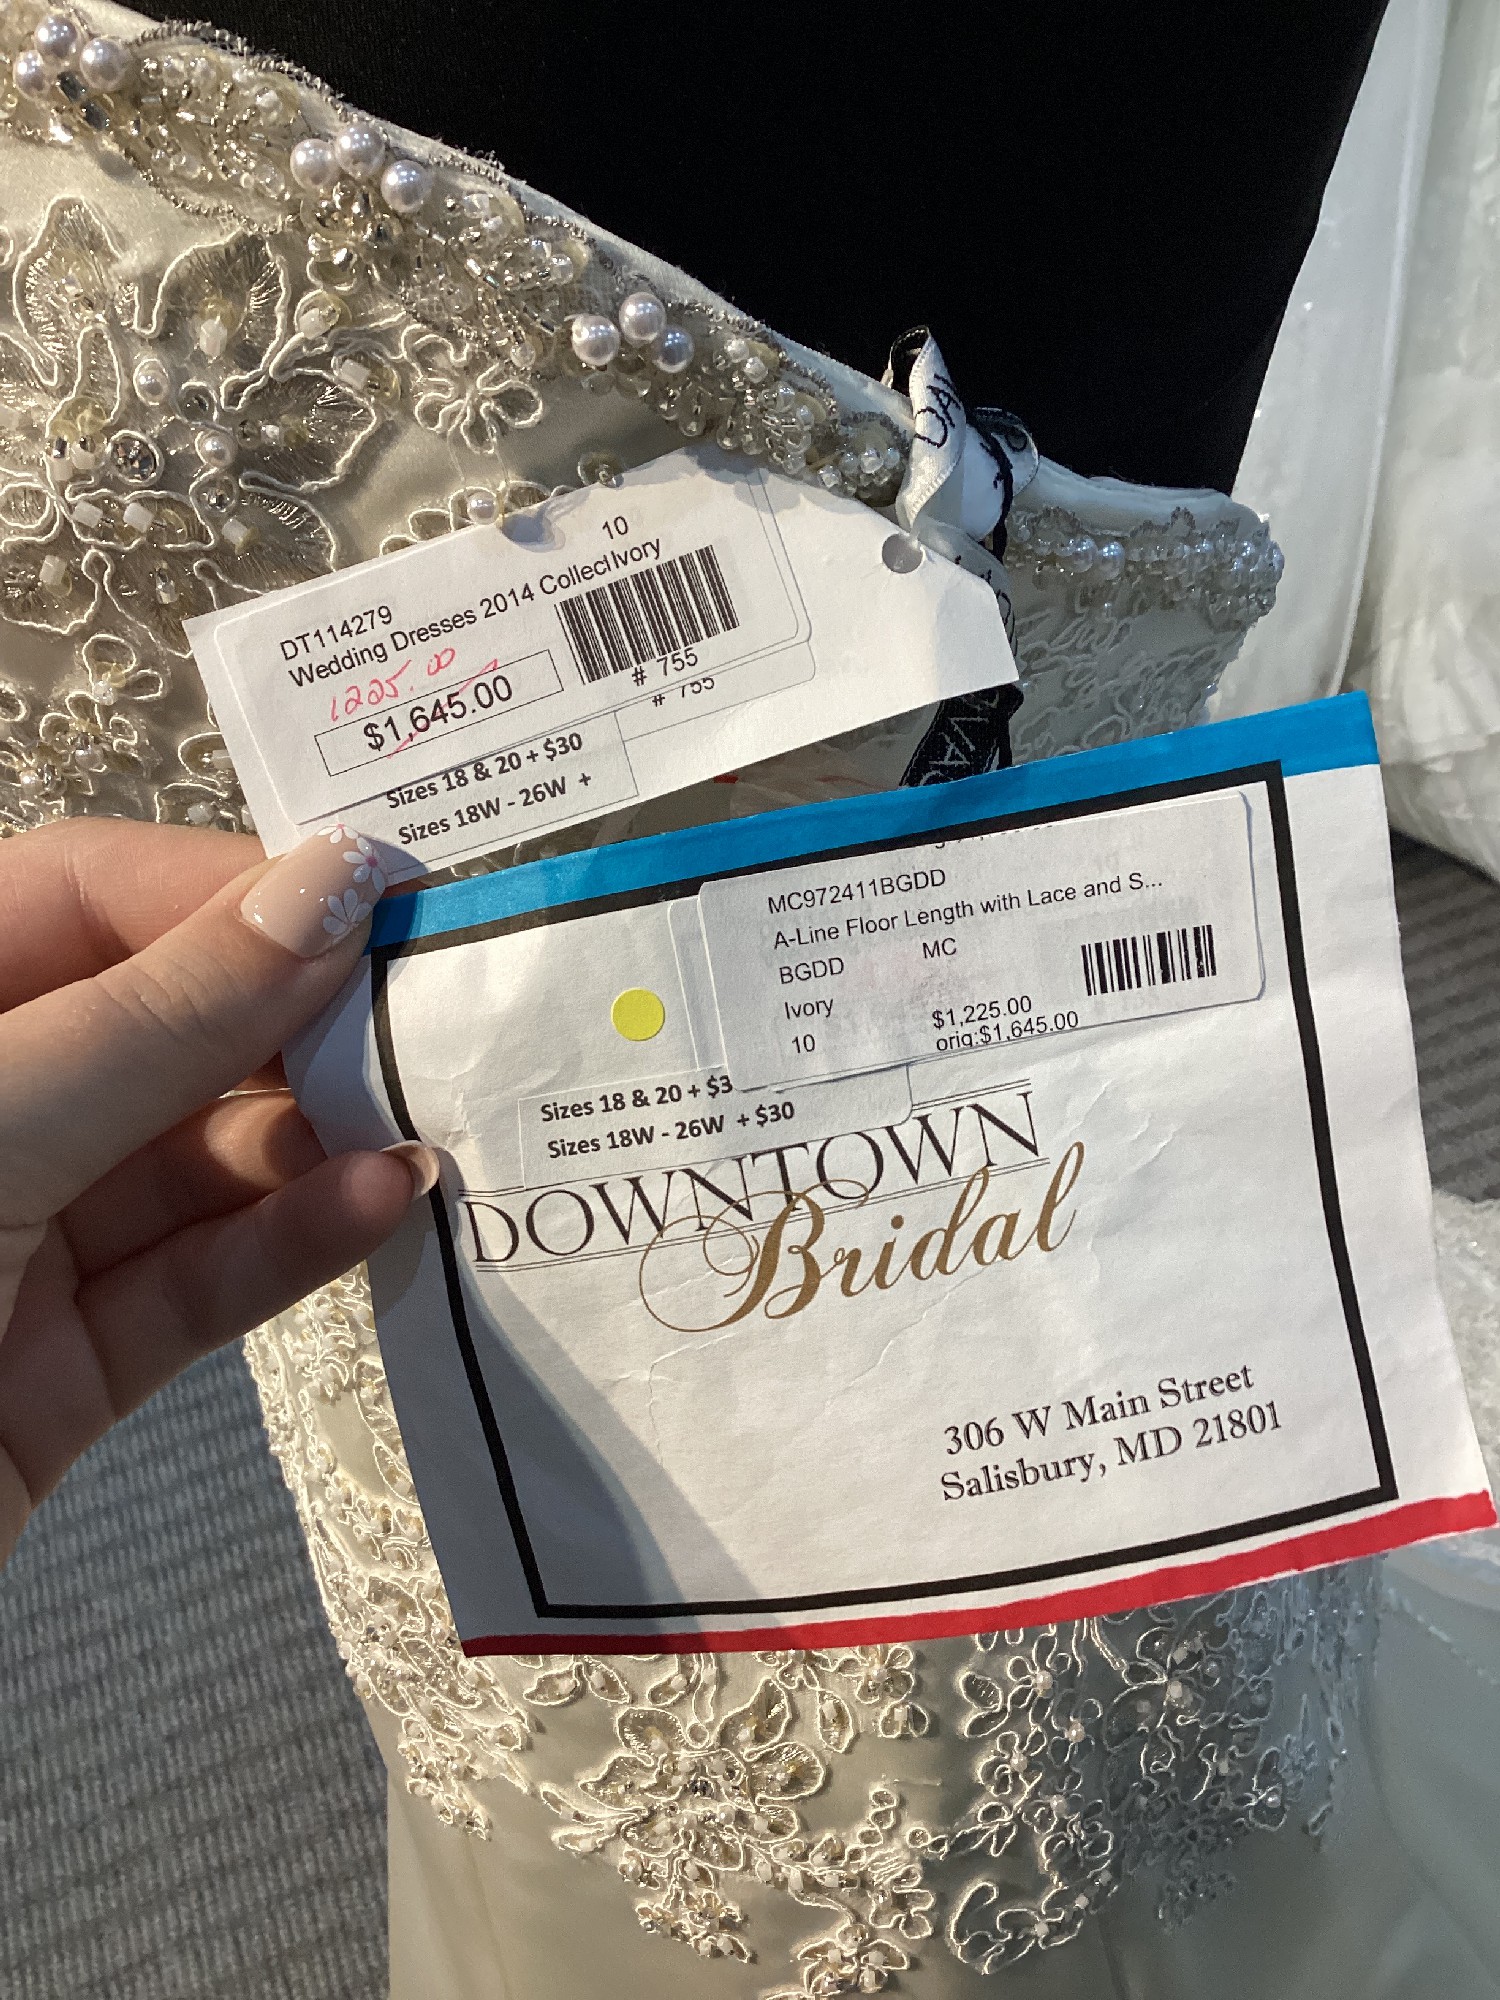 10
DT114279
Wedding Dresses 2014 Collect Ivory
1225.00
$1,645.00
# 755
# 755
Sizes 18 & 20 + $30
Sizes 18W - 26W +
MC972411BGDD
A-Line Floor Length with Lace and S...
BGDD MC
Ivory
$1,225.00
10
orig:$1,645.00
Sizes 18 & 20 + $3
Sizes 18W - 26W + $30
DOWNTOWN
Bridal
306 W Main Street
Salisbury, MD 21801